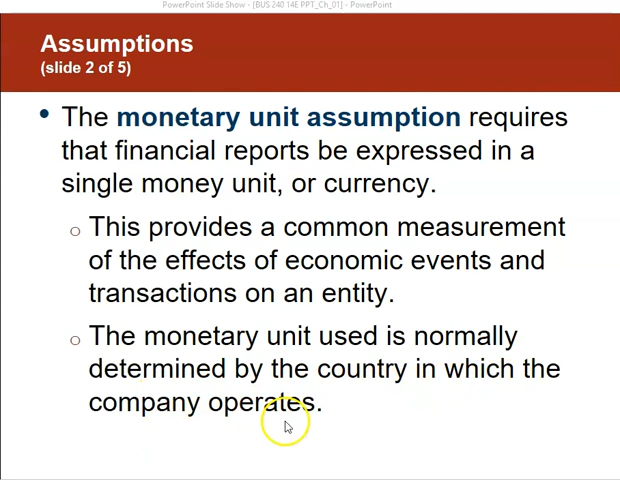 PowerPoint Slide Show - [BUS 240 14E PPT_Ch_01] - PowerPoint
Assumptions
(slide 2 of 5)
• The monetary unit assumption requires
that financial reports be expressed in a
single money unit, or currency.
o This provides a common measurement
of the effects of economic events and
transactions on an entity.
o The monetary unit used is normally
determined by the country in which the
company operates.